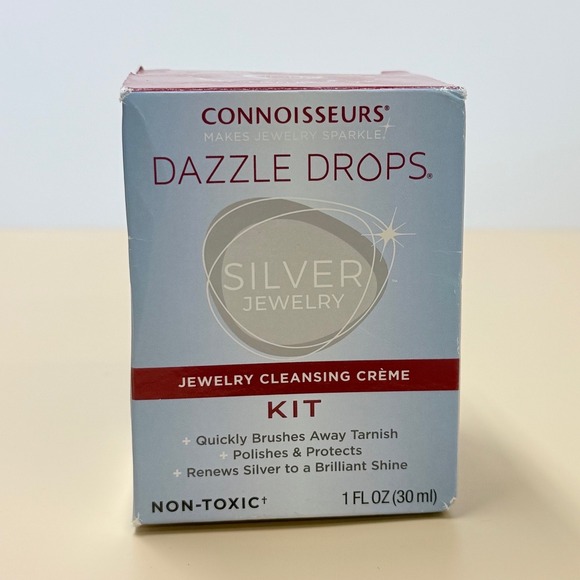 CONNOISSEURS®
MAKES JEWELRY SPARKLE
DAZZLE DROPS®
SILVER
JEWELRY
JEWELRY CLEANSING CRÈME
KIT
+ Quickly Brushes Away Tarnish
+ Polishes & Protects
+ Renews Silver to a Brilliant Shine
NON-TOXIC†
1 FL OZ (30 ml)